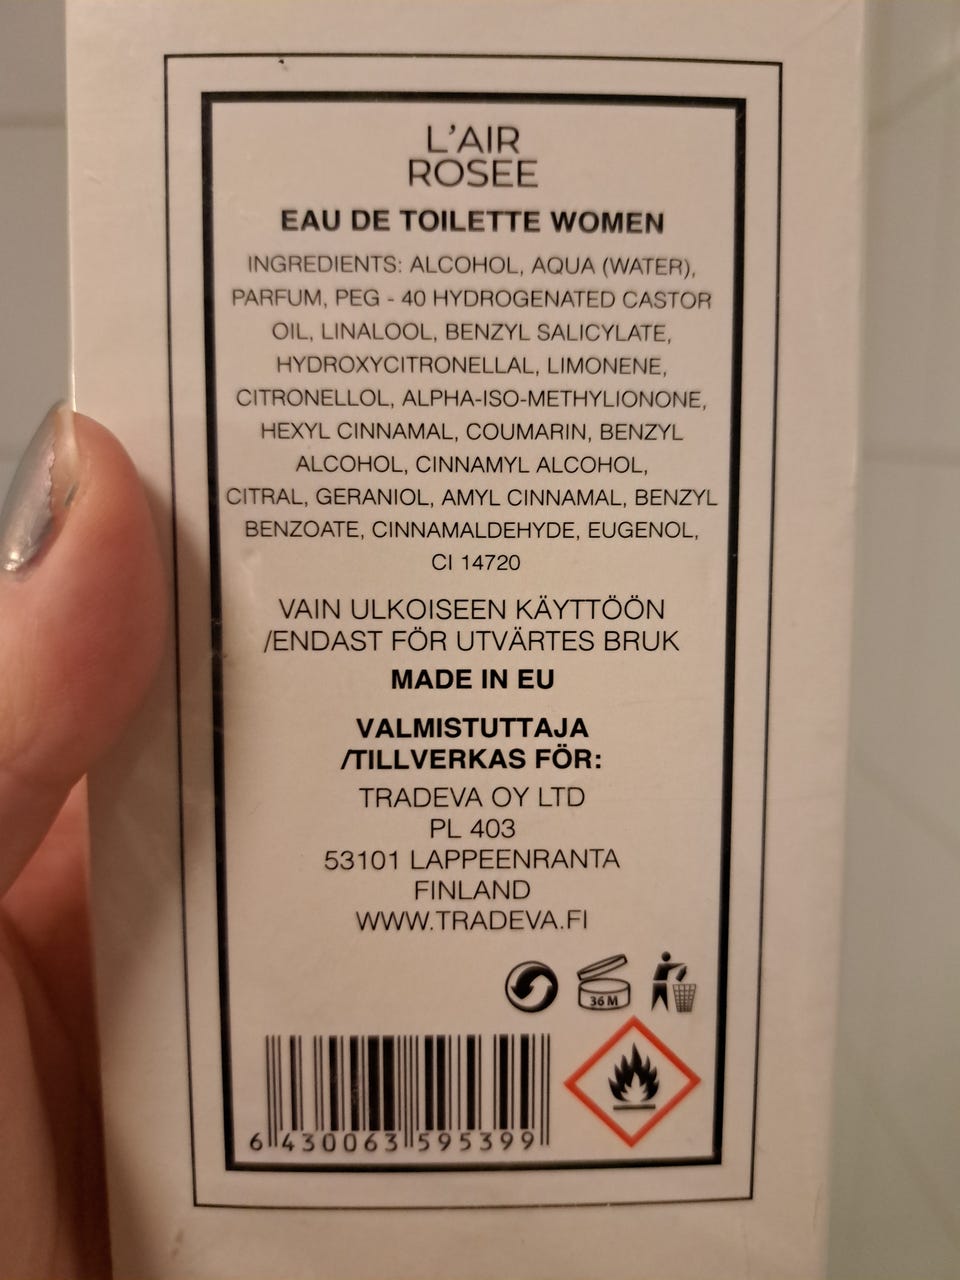 L'AIR
ROSEE
EAU DE TOILETTE WOMEN
INGREDIENTS: ALCOHOL, AQUA (WATER),
PARFUM, PEG - 40 HYDROGENATED CASTOR
OIL, LINALOOL, BENZYL SALICYLATE,
HYDROXYCITRONELLAL, LIMONENE,
CITRONELLOL, ALPHA-ISO-METHYLIONONE,
HEXYL CINNAMAL, COUMARIN, BENZYL
ALCOHOL, CINNAMYL ALCOHOL,
CITRAL, GERANIOL, AMYL CINNAMAL, BENZYL
BENZOATE, CINNAMALDEHYDE, EUGENOL,
CI 14720
VAIN ULKOISEEN KÄYTTÖÖN
/ENDAST FÖR UTVÄRTES BRUK
MADE IN EU
VALMISTUTTAJA
/TILLVERKAS FÖR:
TRADEVA OY LTD
PL 403
53101 LAPPEENRANTA
FINLAND
WWW.TRADEVA.FI
36 M
6 430063 595399